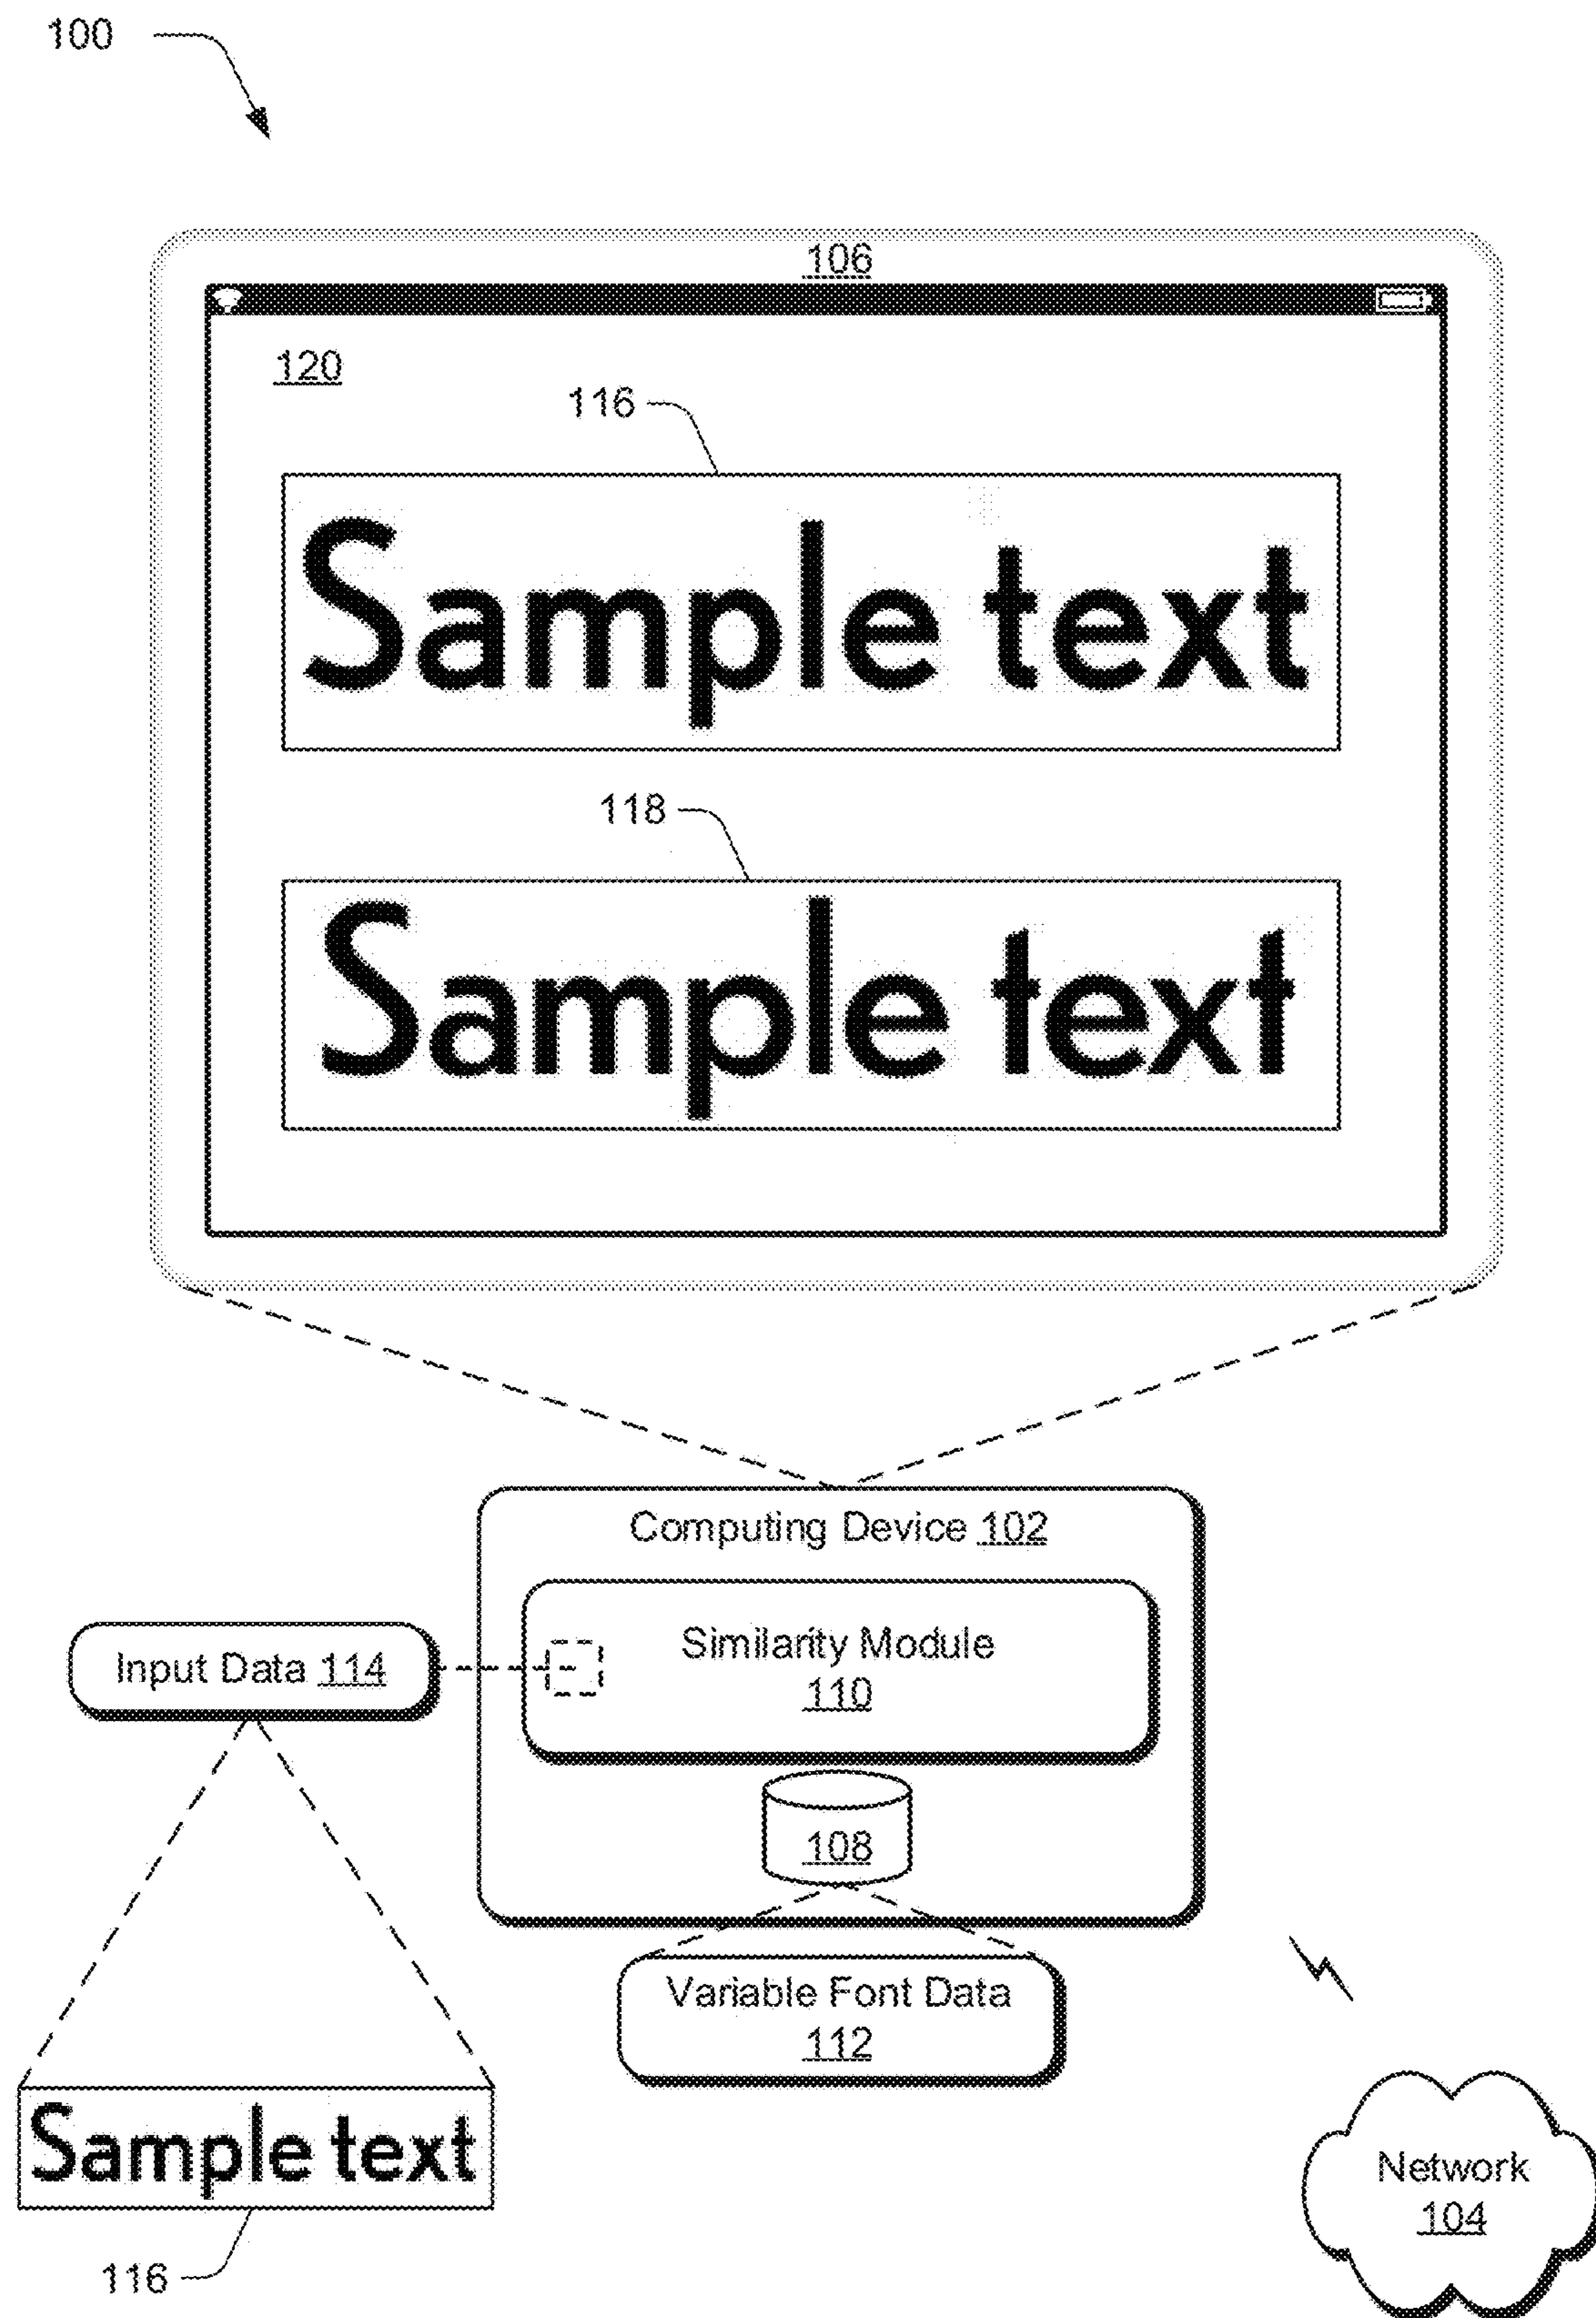 100
106
120
116
Sample text
118
Sample text
Computing Device 102
Similarity Module
110
Input Data 114
108
Variable Font Data
112
Sample text
116
Network
104